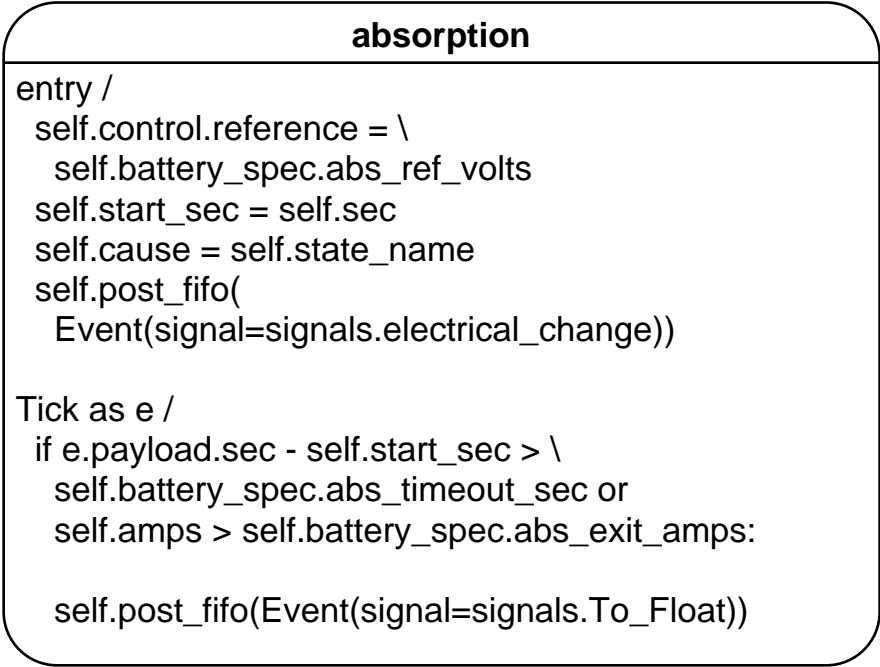 absorption
entry /
self.control.reference = \
self.battery_spec.abs_ref_volts
self.start_sec = self.sec
self.cause = self.state_name
self.post_fifo(
Event(signal=signals.electrical_change))
Tick as e /
if e.payload.sec - self.start_sec > \
self.battery_spec.abs_timeout_sec or
self.amps > self.battery_spec.abs_exit_amps:
self.post_fifo(Event(signal=signals.To_Float))